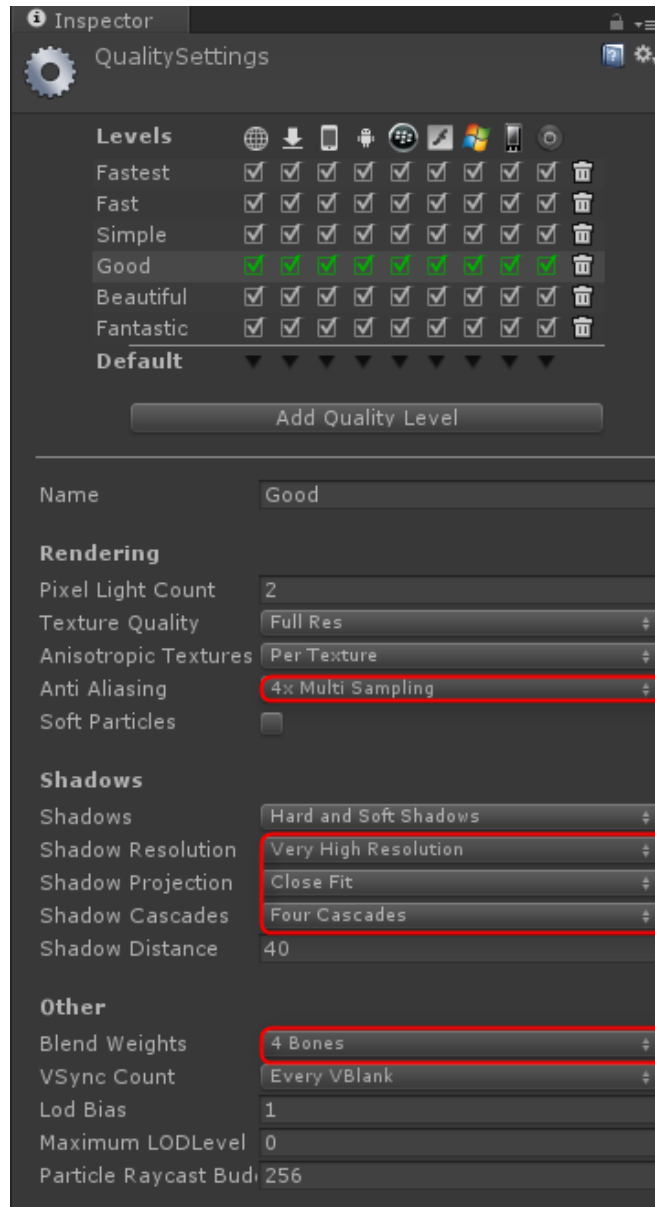 Inspector
QualitySettings
Levels
Fastest
Fast
Simple
Good
Beautiful
Fantastic
Default
Add Quality Level
Name Good
Rendering
Pixel Light Count 2
Texture Quality Full Res
Anisotropic Textures Per Texture
Anti Aliasing 4x Multi Sampling
Soft Particles
Shadows
Shadows Hard and Soft Shadows
Shadow Resolution Very High Resolution
Shadow Projection Close Fit
Shadow Cascades Four Cascades
Shadow Distance 40
Other
Blend Weights 4 Bones
VSync Count Every VBlank
Lod Bias 1
Maximum LODLevel 0
Particle Raycast Bud 256